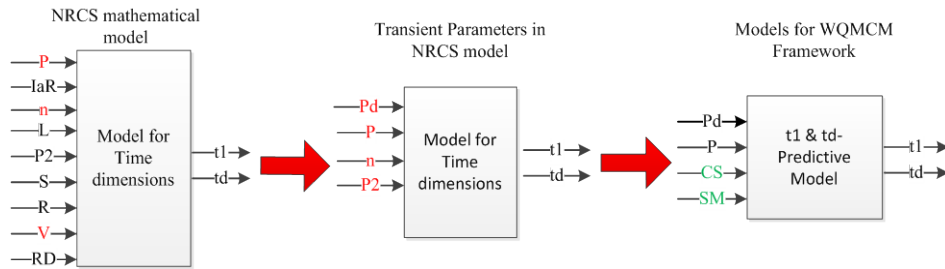 NRCS mathematical
model
P
IaR
n
L
P2
S
R
V
RD
Model for
Time
dimensions
t1
td
Transient Parameters in
NRCS model
Pd
P
n
P2
Model for
Time
dimensions
t1
td
Models for WQMCM
Framework
Pd
P
CS
SM
t1 & td-
Predictive
Model
t1
td